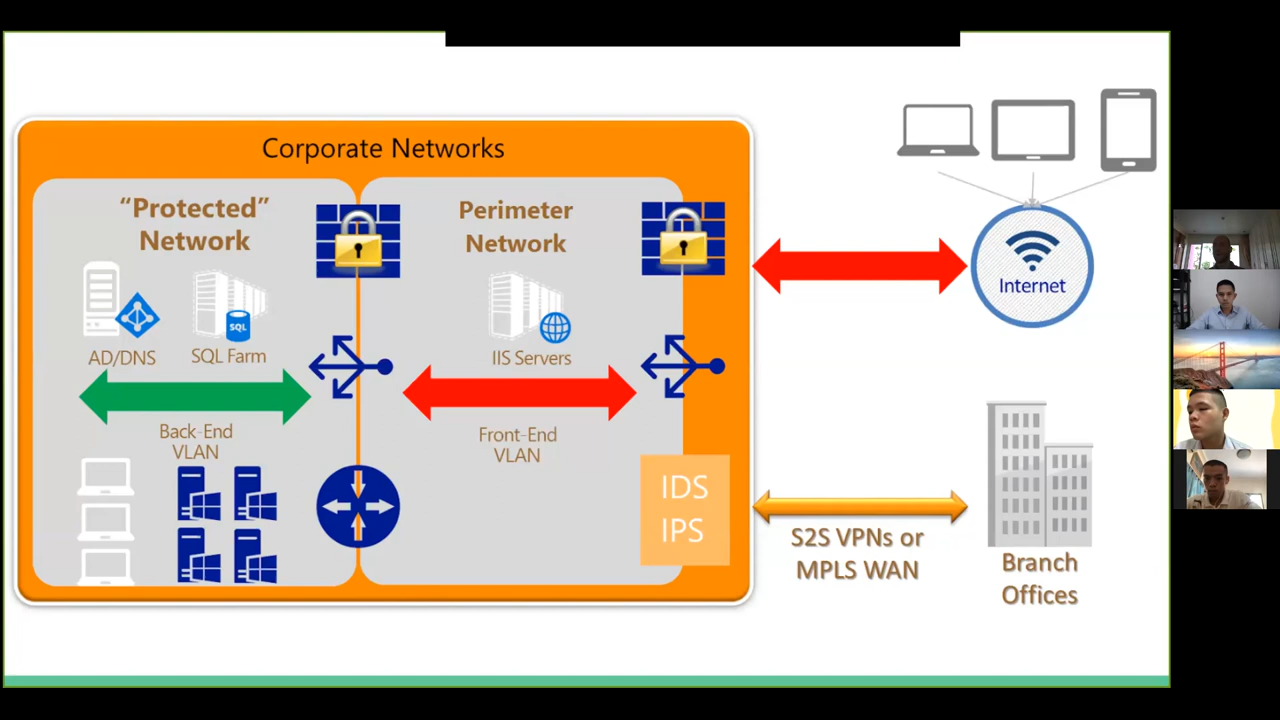 Corporate Networks
“Protected”
Network
AD/DNS
SQL
SQL Farm
Back-End
VLAN
Perimeter
Network
IIS Servers
Front-End
VLAN
IDS
IPS
Internet
S2S VPNs or
MPLS WAN
Branch
Offices